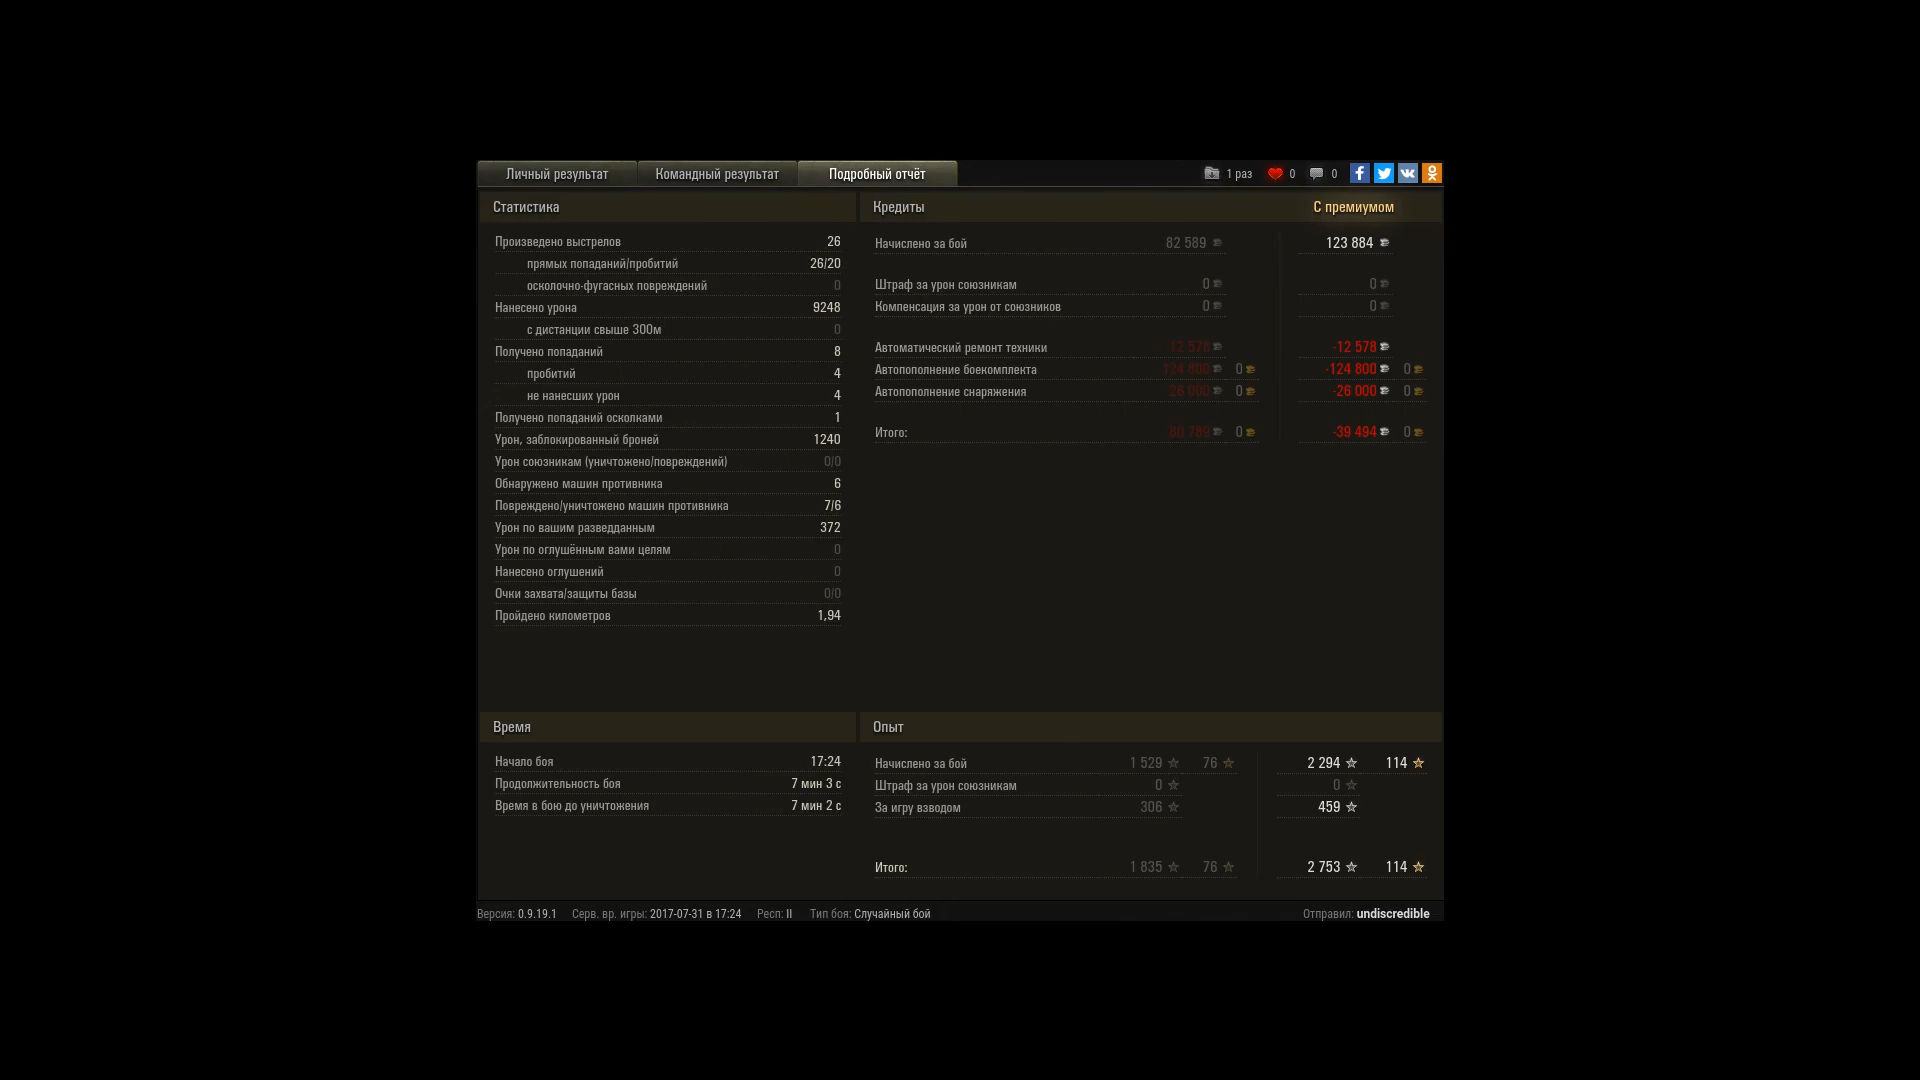 Личный результат Командный результат Подробный отчёт 1 раз 0 0
Статистика
Произведено выстрелов 26
прямых попаданий/пробитий 26/20
осколочно-фугасных повреждений 0
Нанесено урона 9248
с дистанции свыше 300м 0
Получено попаданий 8
пробитий 4
не нанесших урон 4
Получено попаданий осколками 1
Урон, заблокированный броней 1240
Урон союзникам (уничтожено/повреждений) 0/0
Обнаружено машин противника 6
Повреждено/уничтожено машин противника 7/6
Урон по вашим разведданным 372
Урон по оглушённым вами целям 0
Нанесено оглушений 0
Очки захвата/защиты базы 0/0
Пройдено километров 1,94
Кредиты С премиумом
Начислено за бой 82 589 123 884
Штраф за урон союзникам 0 0
Компенсация за урон от союзников 0 0
Автоматический ремонт техники -12 578 -12 578
Автопополнение боекомплекта -124 800 0 -124 800 0
Автопополнение снаряжения -26 000 0 -26 000 0
Итого: -80 789 0 -39 494 0
Время
Начало боя 17:24
Продолжительность боя 7 мин 3 с
Время в бою до уничтожения 7 мин 2 с
Опыт
Начислено за бой 1 529 76 2 294 114
Штраф за урон союзникам 0 0
За игру взводом 306 459
Итого: 1 835 76 2 753 114
Версия: 0.9.19.1 Серв. вр. игры: 2017-07-31 в 17:24 Респ: II Тип боя: Случайный бой Отправил: undiscredible